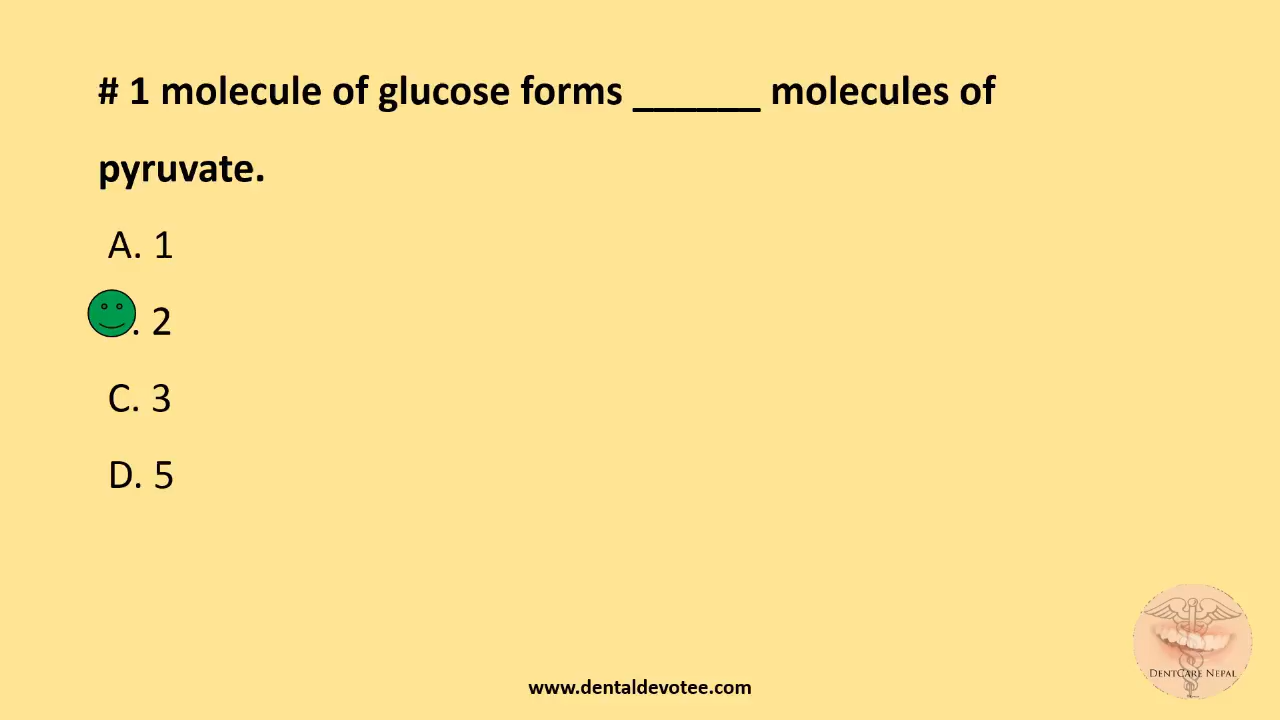 # 1 molecule of glucose forms ______ molecules of
pyruvate.
A. 1
. 2
C. 3
D. 5
DENTCARE NEPAL
www.dentaldevotee.com